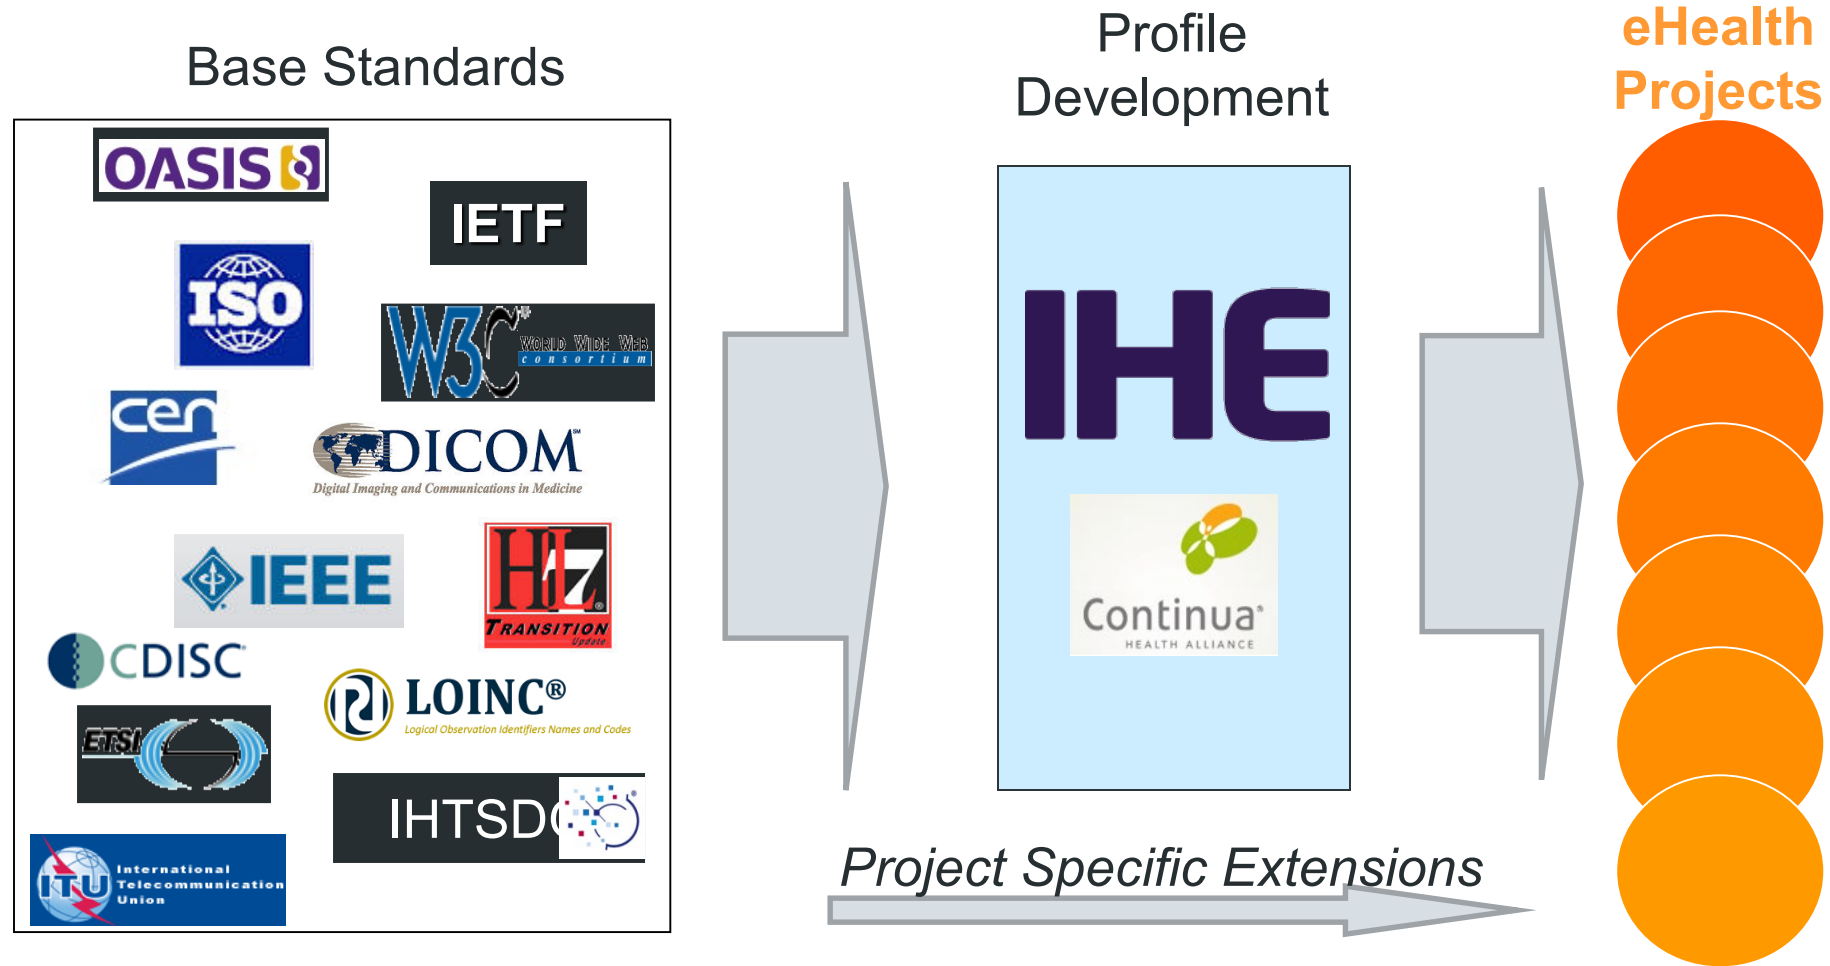 Base Standards
Profile
Development
eHealth
Projects
OASIS
IETF
ISO
W3C®
WORLD WIDE WEB
consortium
cen
DICOM℠
Digital Imaging and Communications in Medicine
IEEE
HL7®
TRANSITION
Update
CDISC
LOINC®
Logical Observation Identifiers Names and Codes
ETSI
IHTSDO
ITU
International
Telecommunication
Union
IHE
Continua®
HEALTH ALLIANCE
Project Specific Extensions